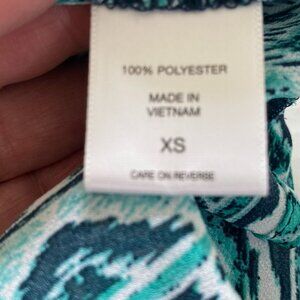 100% POLYESTER
MADE IN
VIETNAM
XS
CARE ON REVERSE